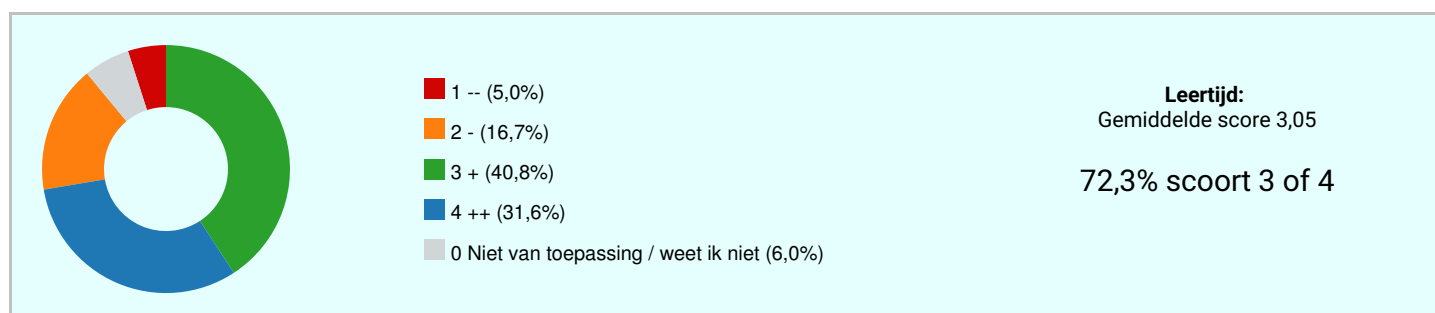 1 -- (5,0%)
2 - (16,7%)
3 + (40,8%)
4 ++ (31,6%)
0 Niet van toepassing / weet ik niet (6,0%)
Leertijd:
Gemiddelde score 3,05
72,3% scoort 3 of 4